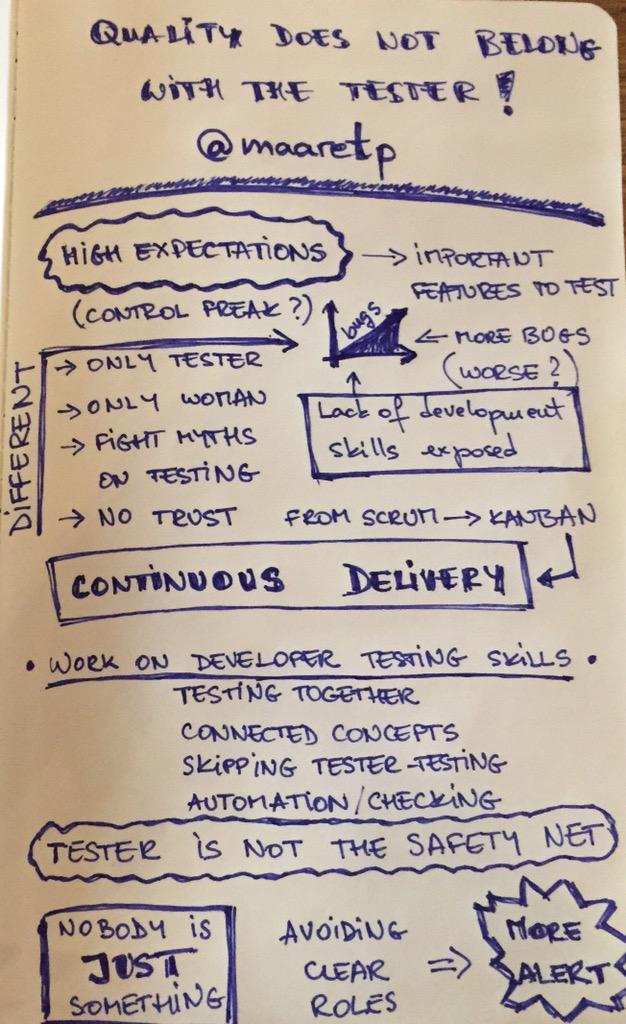 QUALITY DOES NOT BELONG
WITH THE TESTER!
@maaretp
HIGH EXPECTATIONS → IMPORTANT
FEATURES TO TEST
(CONTROL FREAK?)
bugs
← MORE BUGS
(WORSE?)
DIFFERENT
→ ONLY TESTER
→ ONLY WOMAN
→ FIGHT MYTHS
ON TESTING
→ NO TRUST
Lack of development
skills exposed
FROM SCRUM → KANBAN
CONTINUOUS DELIVERY
• WORK ON DEVELOPER TESTING SKILLS •
TESTING TOGETHER
CONNECTED CONCEPTS
SKIPPING TESTER-TESTING
AUTOMATION/CHECKING
TESTER IS NOT THE SAFETY NET
NOBODY IS
JUST
SOMETHING
AVOIDING
CLEAR
ROLES
⇒ MORE
ALERT